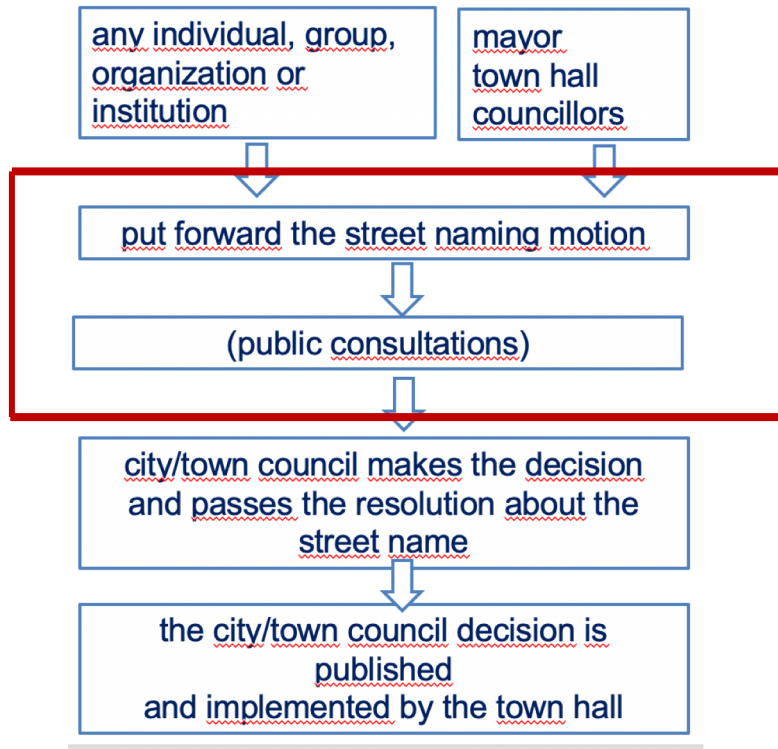 any individual, group,
organization or
institution
mayor
town hall
councillors
put forward the street naming motion
(public consultations)
city/town council makes the decision
and passes the resolution about the
street name
the city/town council decision is
published
and implemented by the town hall